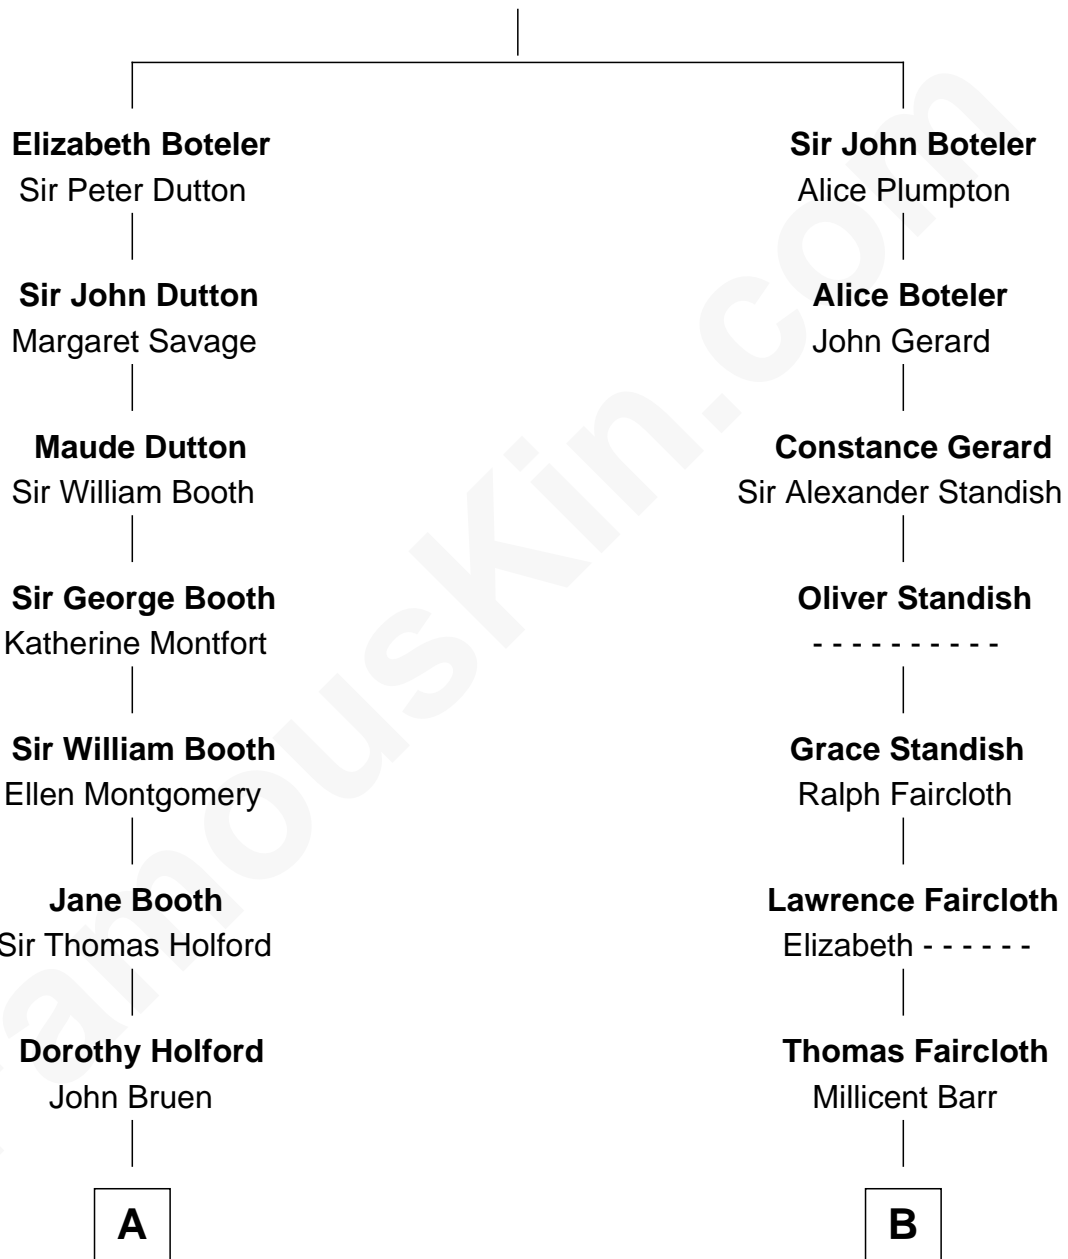 Elizabeth Boteler
Sir Peter Dutton
Sir John Dutton
Margaret Savage
Maude Dutton
Sir William Booth
Sir George Booth
Katherine Montfort
Sir William Booth
Ellen Montgomery
Jane Booth
Sir Thomas Holford
Dorothy Holford
John Bruen
A
Sir John Boteler
Alice Plumpton
Alice Boteler
John Gerard
Constance Gerard
Sir Alexander Standish
Oliver Standish
- - - - - - - - - -
Grace Standish
Ralph Faircloth
Lawrence Faircloth
Elizabeth - - - - - -
Thomas Faircloth
Millicent Barr
B
FamousKin.com